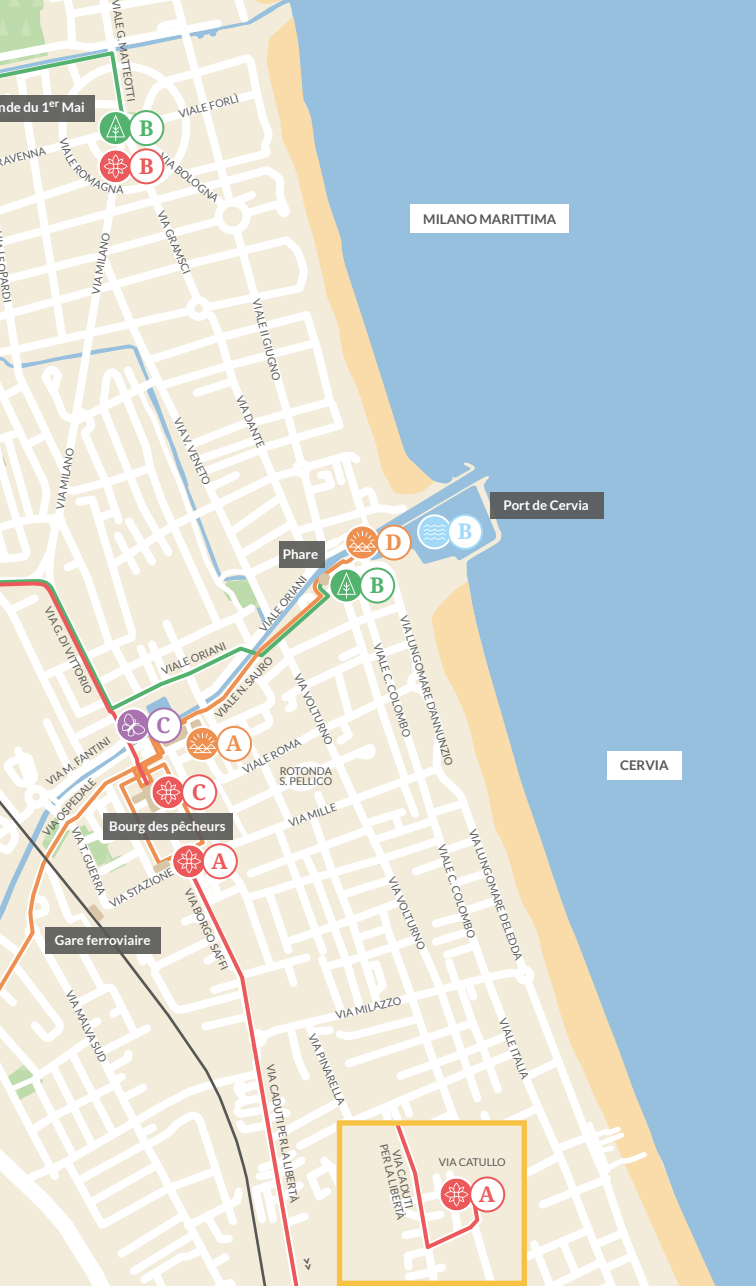 VIALE G. MATTEOTTI
nde du 1er Mai
VIALE FORLÌ
B
B
RAVENNA
VIALE ROMAGNA
VIA BOLOGNA
MILANO MARITTIMA
VIA GRAMSCI
VIA MILANO
VIA LEOPARDI
VIALE II GIUGNO
VIA DANTE
VIA V. VENETO
VIA MILANO
Port de Cervia
B
D
Phare
B
VIALE ORIANI
VIA G. DI VITTORIO
VIALE ORIANI
VIALE N. SAURO
VIA VOLTURNO
VIALE C. COLOMBO
VIA LUNGOMARE D'ANNUNZIO
C
A
VIA M. FANTINI
VIALE ROMA
ROTONDA
S. PELLICO
CERVIA
VIA OSPEDALE
C
VIA MILLE
Bourg des pêcheurs
VIA T. GUERRA
A
VIA STAZIONE
VIA BORGO SAFFI
VIA VOLTURNO
VIALE C. COLOMBO
VIA LUNGOMARE DELEDDA
Gare ferroviaire
VIA MALVA SUD
VIA MILAZZO
VIA PINARELLA
VIALE ITALIA
VIA CADUTI PER LA LIBERTÀ
VIA CADUTI
PER LA LIBERTÀ
VIA CATULLO
A